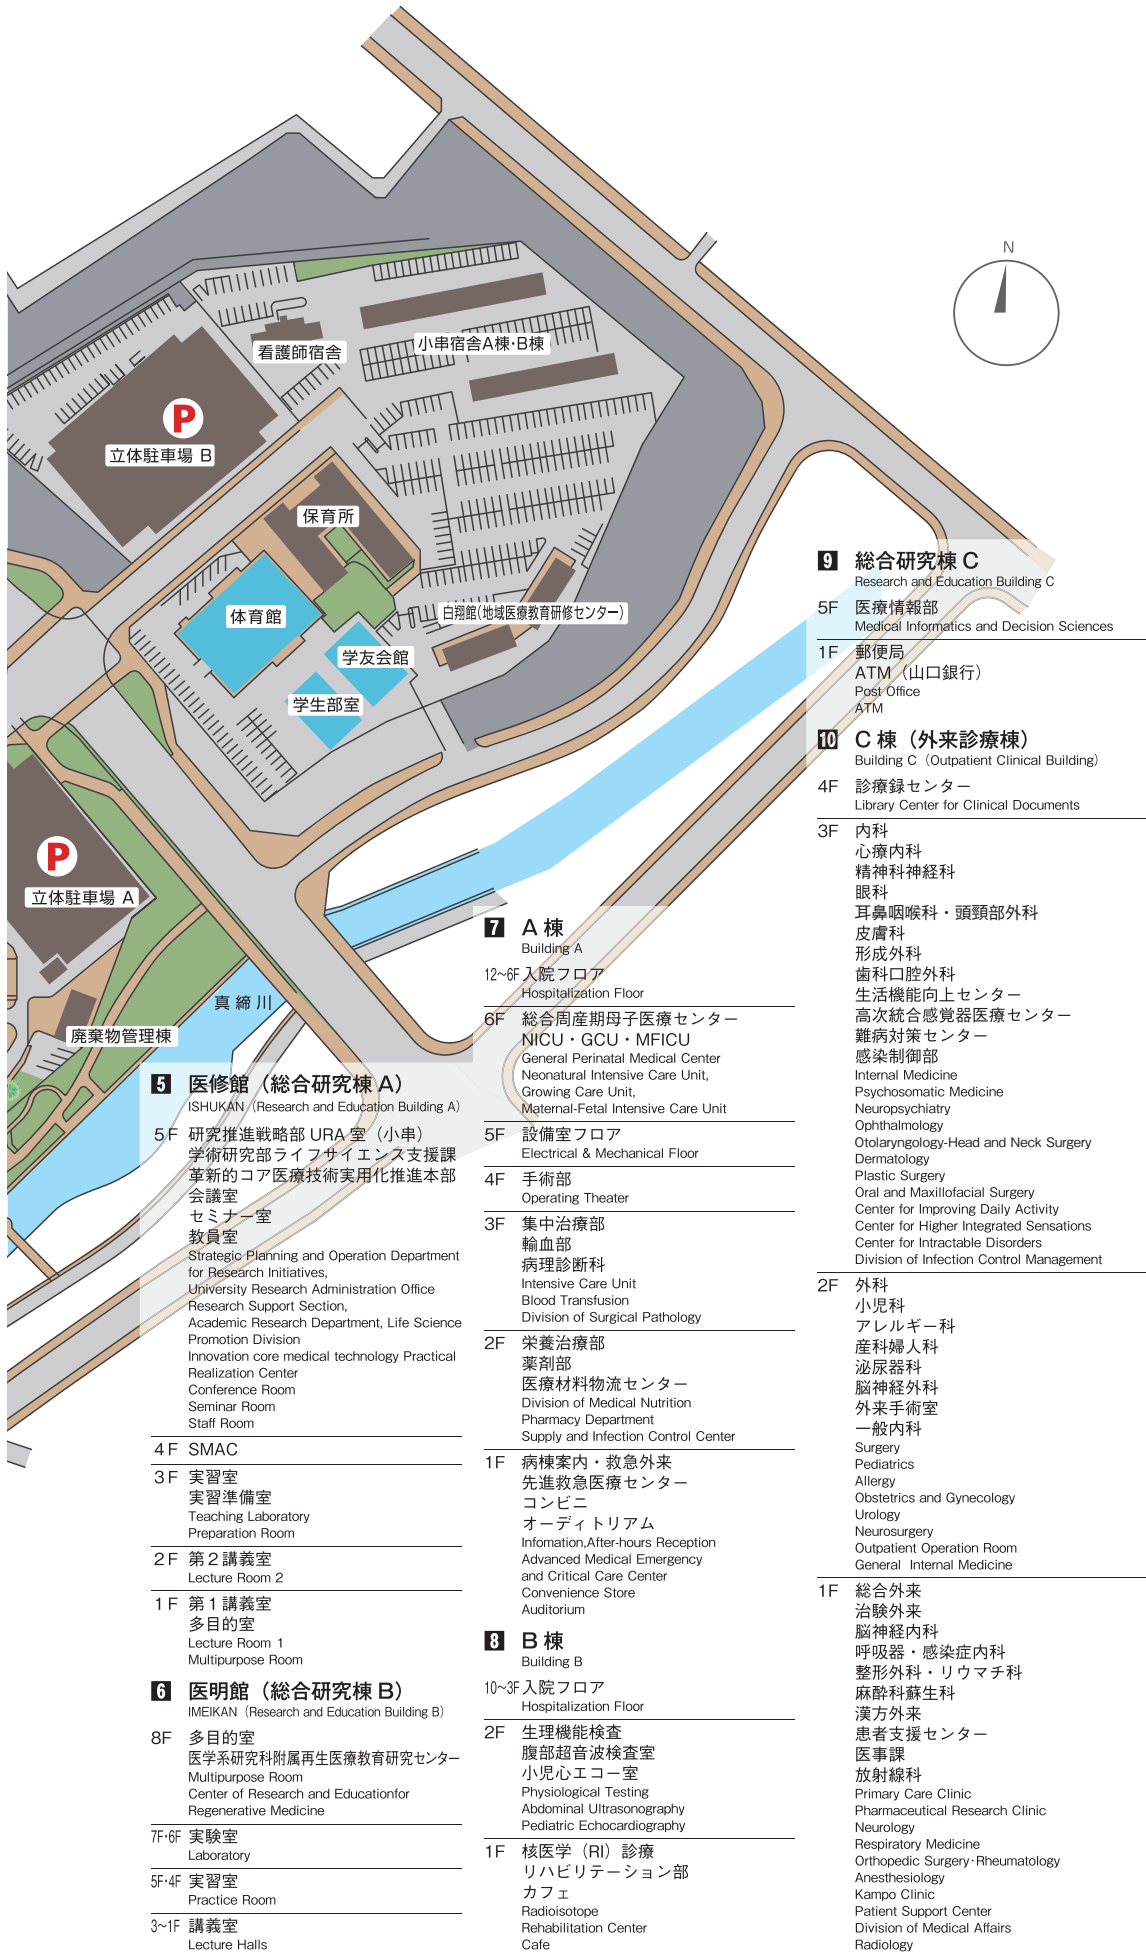 N
看護師宿舎
小串宿舎A棟・B棟
P
立体駐車場 B
保育所
体育館
白翔館(地域医療教育研修センター)
学友会館
学生部室
P
立体駐車場 A
真締川
廃棄物管理棟
5 医修館（総合研究棟 A）
ISHUKAN（Research and Education Building A）
5F 研究推進戦略部 URA 室（小串）
学術研究部ライフサイエンス支援課
革新的コア医療技術実用化推進本部
会議室
セミナー室
教員室
Strategic Planning and Operation Department
for Research Initiatives,
University Research Administration Office
Research Support Section,
Academic Research Department, Life Science
Promotion Division
Innovation core medical technology Practical
Realization Center
Conference Room
Seminar Room
Staff Room
4F SMAC
3F 実習室
実習準備室
Teaching Laboratory
Preparation Room
2F 第２講義室
Lecture Room 2
1F 第１講義室
多目的室
Lecture Room 1
Multipurpose Room
6 医明館（総合研究棟 B）
IMEIKAN（Research and Education Building B）
8F 多目的室
医学系研究科附属再生医療教育研究センター
Multipurpose Room
Center of Research and Educationfor
Regenerative Medicine
7F・6F 実験室
Laboratory
5F・4F 実習室
Practice Room
3~1F 講義室
Lecture Halls
7 A 棟
Building A
12~6F 入院フロア
Hospitalization Floor
6F 総合周産期母子医療センター
NICU・GCU・MFICU
General Perinatal Medical Center
Neonatural Intensive Care Unit,
Growing Care Unit,
Maternal-Fetal Intensive Care Unit
5F 設備室フロア
Electrical & Mechanical Floor
4F 手術部
Operating Theater
3F 集中治療部
輸血部
病理診断科
Intensive Care Unit
Blood Transfusion
Division of Surgical Pathology
2F 栄養治療部
薬剤部
医療材料物流センター
Division of Medical Nutrition
Pharmacy Department
Supply and Infection Control Center
1F 病棟案内・救急外来
先進救急医療センター
コンビニ
オーディトリアム
Infomation,After-hours Reception
Advanced Medical Emergency
and Critical Care Center
Convenience Store
Auditorium
8 B 棟
Building B
10~3F 入院フロア
Hospitalization Floor
2F 生理機能検査
腹部超音波検査室
小児心エコー室
Physiological Testing
Abdominal Ultrasonography
Pediatric Echocardiography
1F 核医学（RI）診療
リハビリテーション部
カフェ
Radioisotope
Rehabilitation Center
Cafe
9 総合研究棟 C
Research and Education Building C
5F 医療情報部
Medical Informatics and Decision Sciences
1F 郵便局
ATM（山口銀行）
Post Office
ATM
10 C 棟（外来診療棟）
Building C（Outpatient Clinical Building）
4F 診療録センター
Library Center for Clinical Documents
3F 内科
心療内科
精神科神経科
眼科
耳鼻咽喉科・頭頸部外科
皮膚科
形成外科
歯科口腔外科
生活機能向上センター
高次統合感覚器医療センター
難病対策センター
感染制御部
Internal Medicine
Psychosomatic Medicine
Neuropsychiatry
Ophthalmology
Otolaryngology-Head and Neck Surgery
Dermatology
Plastic Surgery
Oral and Maxillofacial Surgery
Center for Improving Daily Activity
Center for Higher Integrated Sensations
Center for Intractable Disorders
Division of Infection Control Management
2F 外科
小児科
アレルギー科
産科婦人科
泌尿器科
脳神経外科
外来手術室
一般内科
Surgery
Pediatrics
Allergy
Obstetrics and Gynecology
Urology
Neurosurgery
Outpatient Operation Room
General Internal Medicine
1F 総合外来
治験外来
脳神経内科
呼吸器・感染症内科
整形外科・リウマチ科
麻酔科蘇生科
漢方外来
患者支援センター
医事課
放射線科
Primary Care Clinic
Pharmaceutical Research Clinic
Neurology
Respiratory Medicine
Orthopedic Surgery・Rheumatology
Anesthesiology
Kampo Clinic
Patient Support Center
Division of Medical Affairs
Radiology